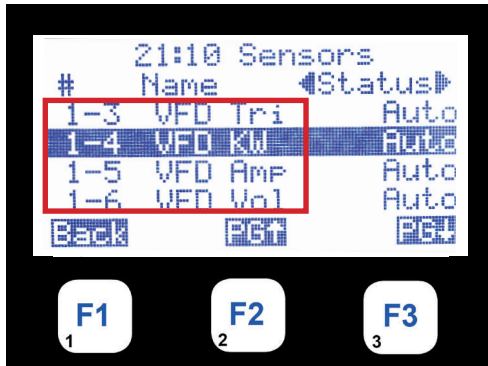 21:10 Sensors
# Name ◀Status▶
1-3 VFD Tri Auto
1-4 VFD KW Auto
1-5 VFD Amp Auto
1-6 VFD Vol Auto
Back PG↑ PG↓
F1 F2 F3
1 2 3